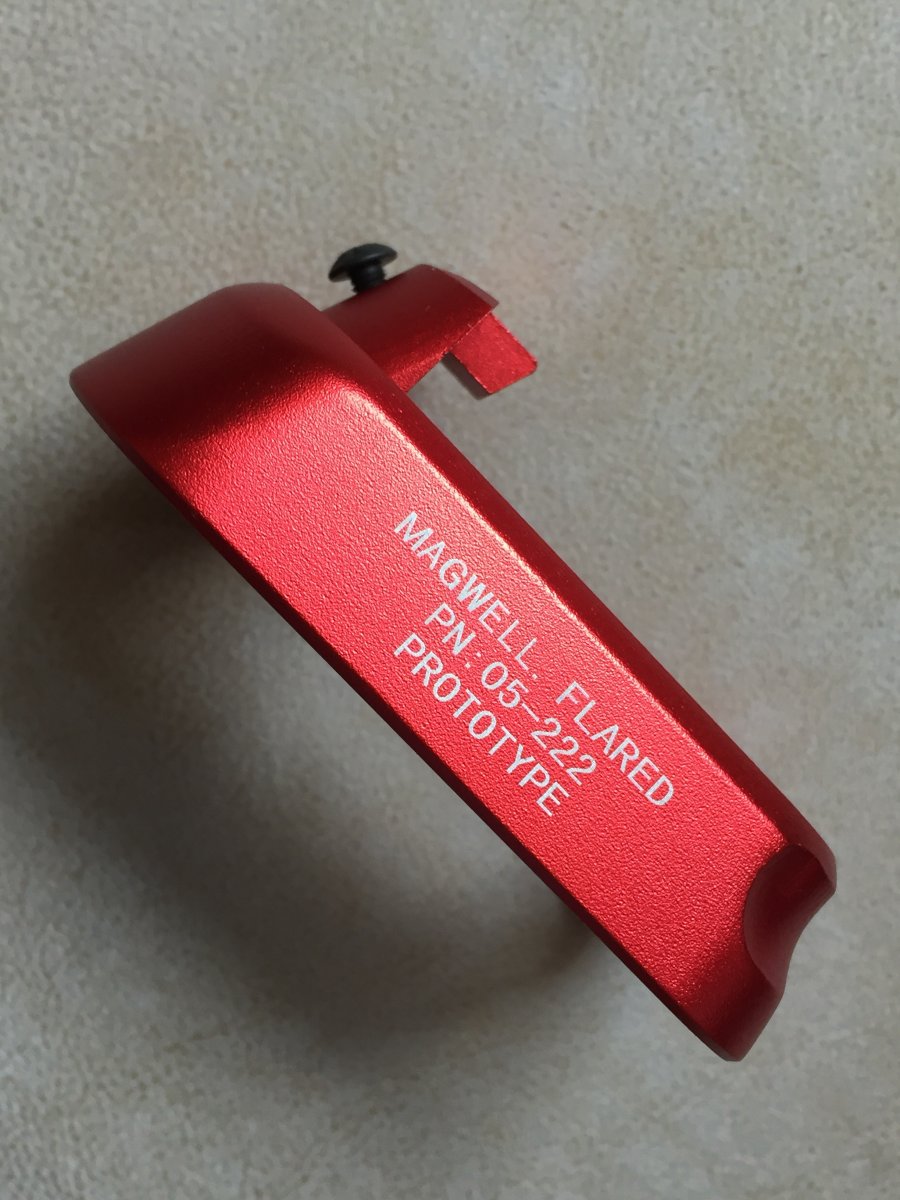 MAGWELL. FLARED
PN:05-222
PROTOTYPE